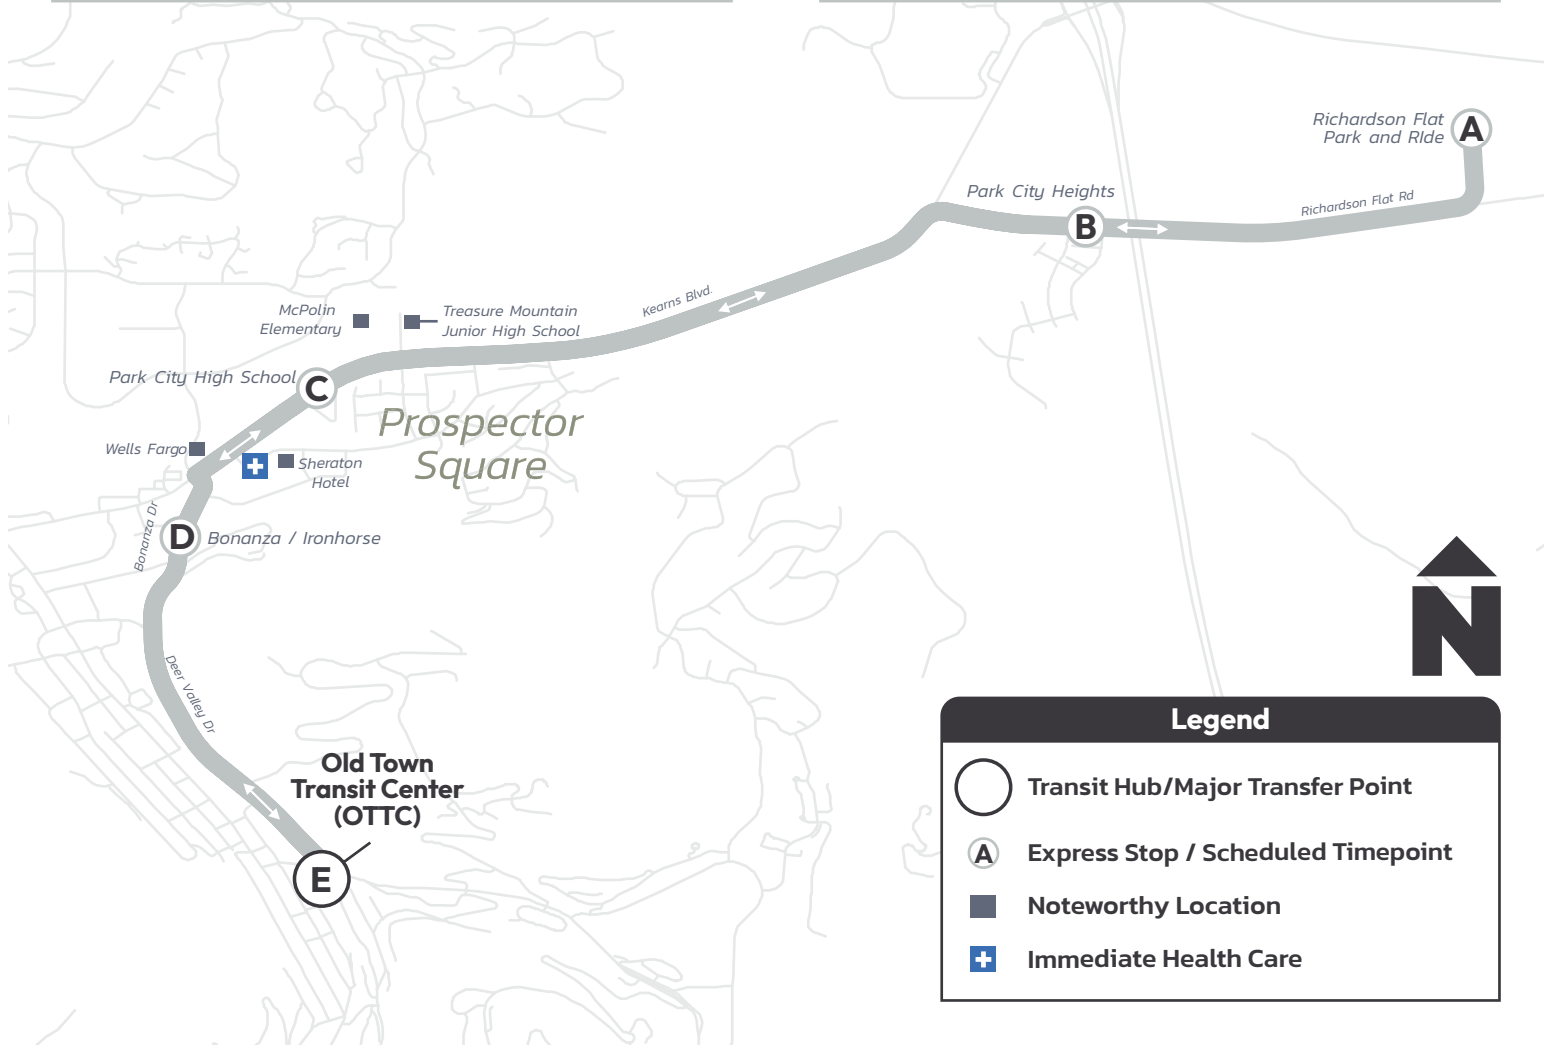 Richardson Flat
Park and RIde
A
Richardson Flat Rd
Park City Heights
B
Kearns Blvd.
McPolin
Elementary
Treasure Mountain
Junior High School
Park City High School
C
Prospector
Square
Wells Fargo
Sheraton
Hotel
Bonanza Dr
D
Bonanza / Ironhorse
Deer Valley Dr
Old Town
Transit Center
(OTTC)
E
N
Legend
Transit Hub/Major Transfer Point
A
Express Stop / Scheduled Timepoint
Noteworthy Location
Immediate Health Care